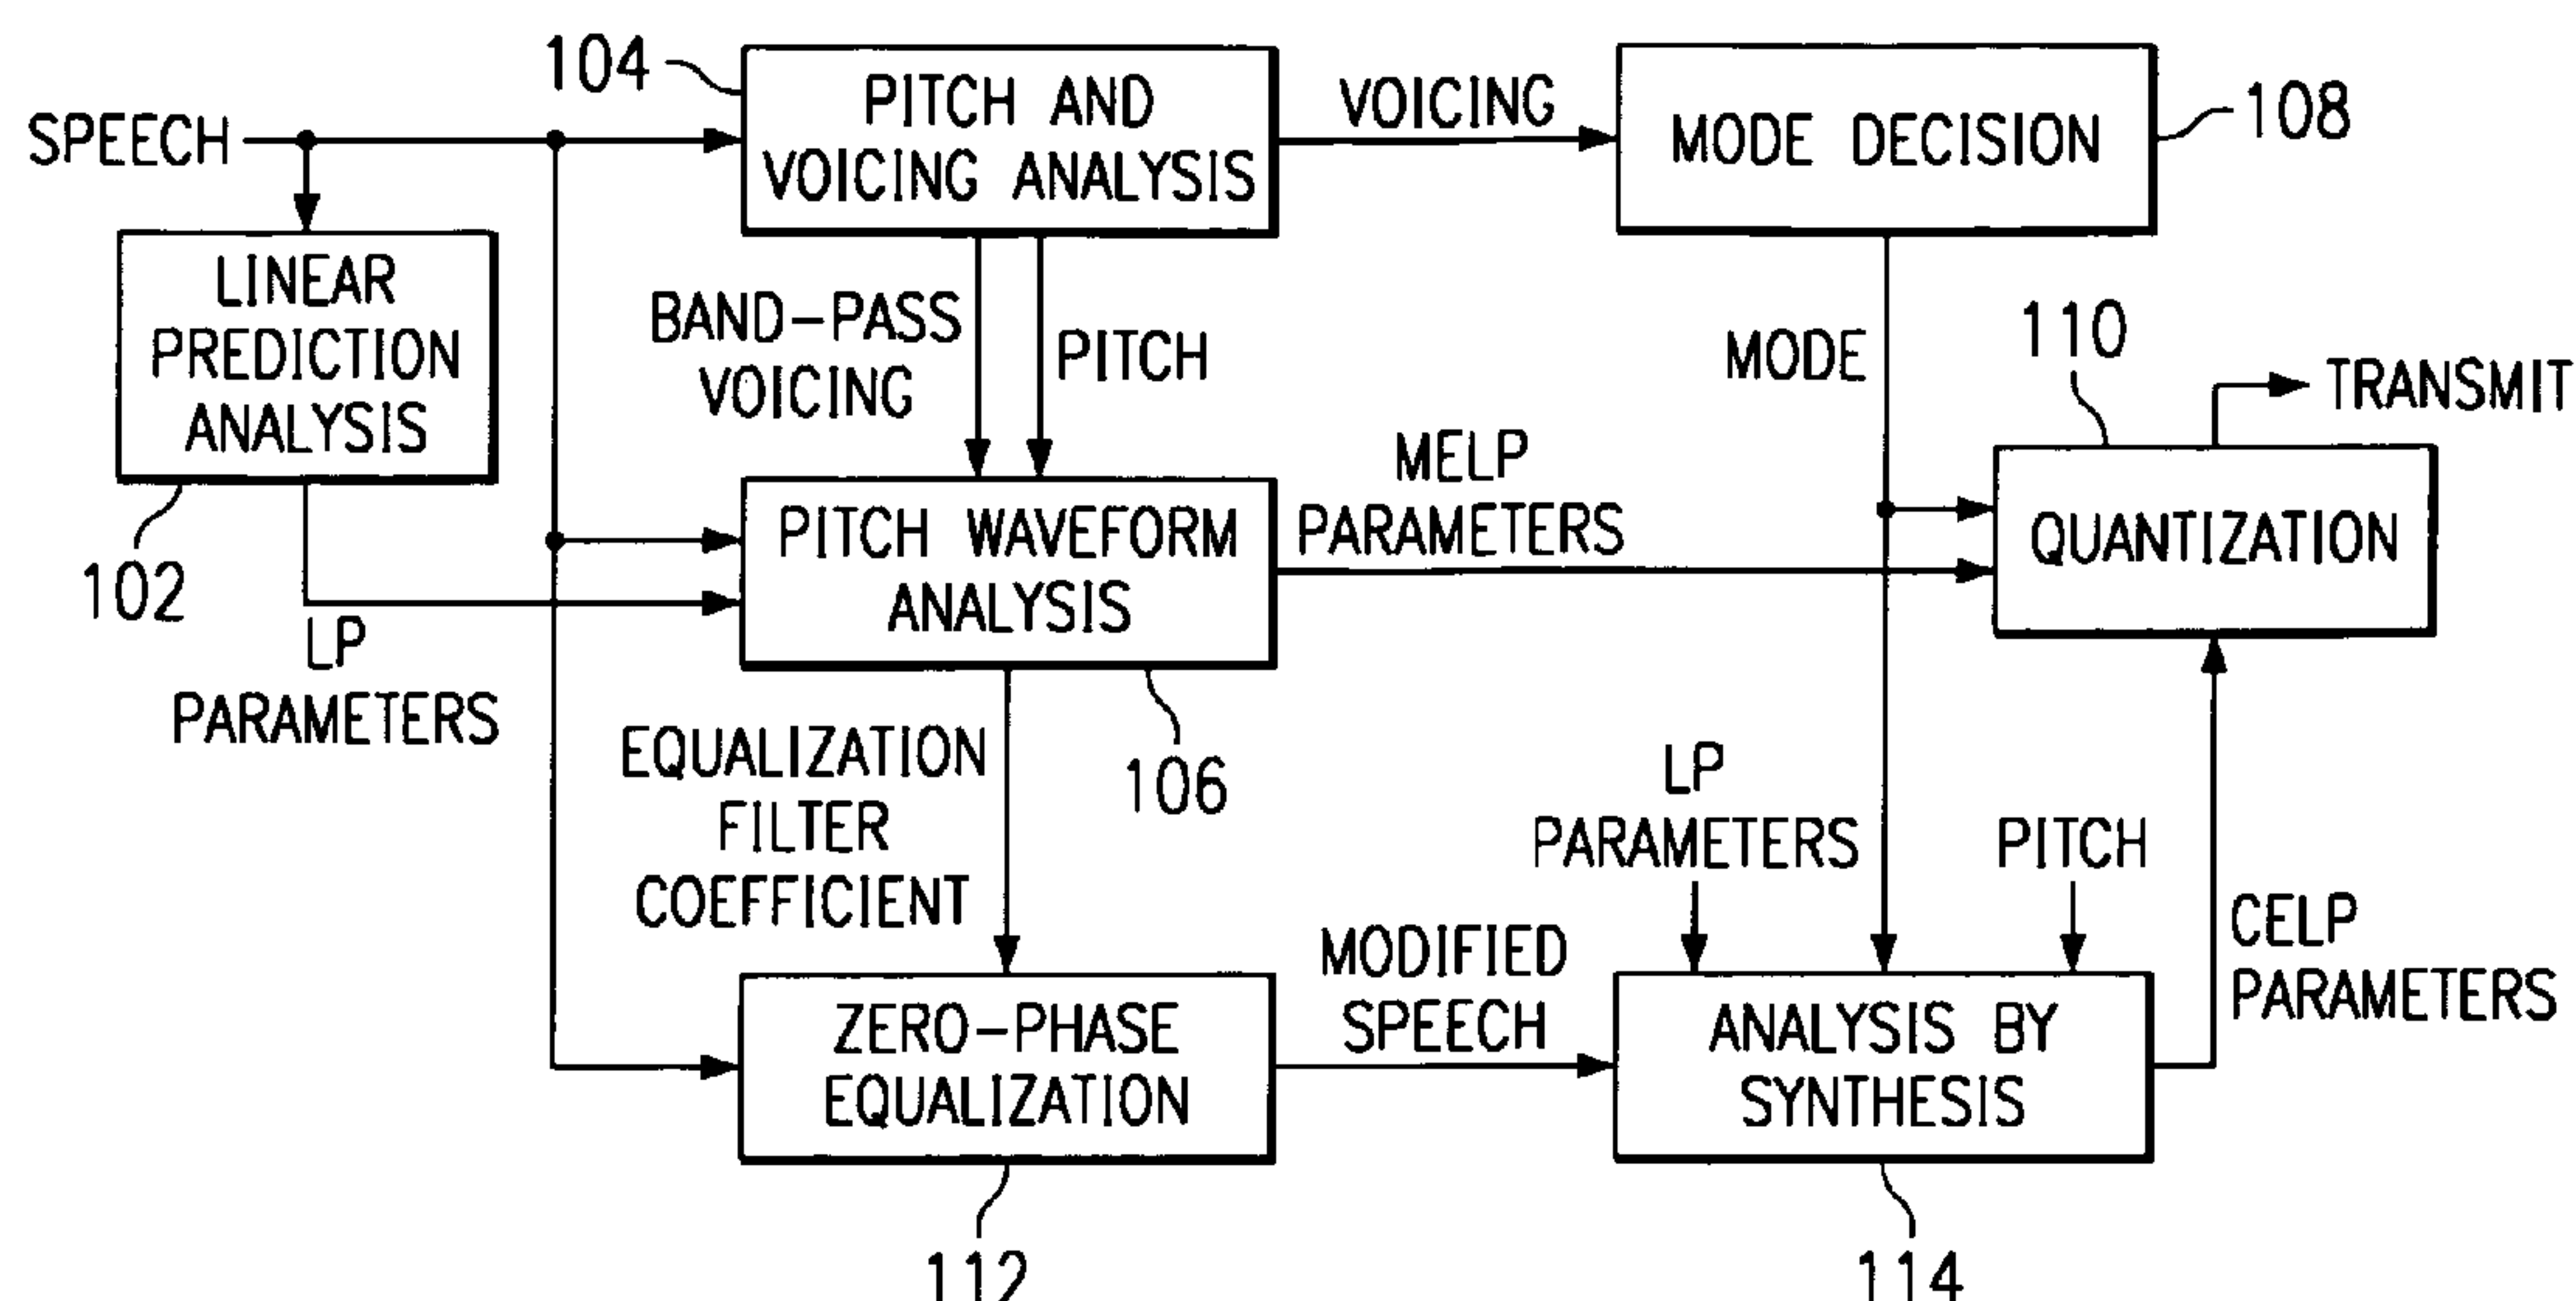 104
PITCH AND
VOICING ANALYSIS
VOICING
MODE DECISION
108
SPEECH
LINEAR
PREDICTION
ANALYSIS
102
BAND-PASS
VOICING
PITCH
MODE
110
TRANSMIT
QUANTIZATION
MELP
PARAMETERS
PITCH WAVEFORM
ANALYSIS
106
LP
PARAMETERS
EQUALIZATION
FILTER
COEFFICIENT
LP
PARAMETERS
PITCH
CELP
PARAMETERS
ZERO-PHASE
EQUALIZATION
112
MODIFIED
SPEECH
ANALYSIS BY
SYNTHESIS
114